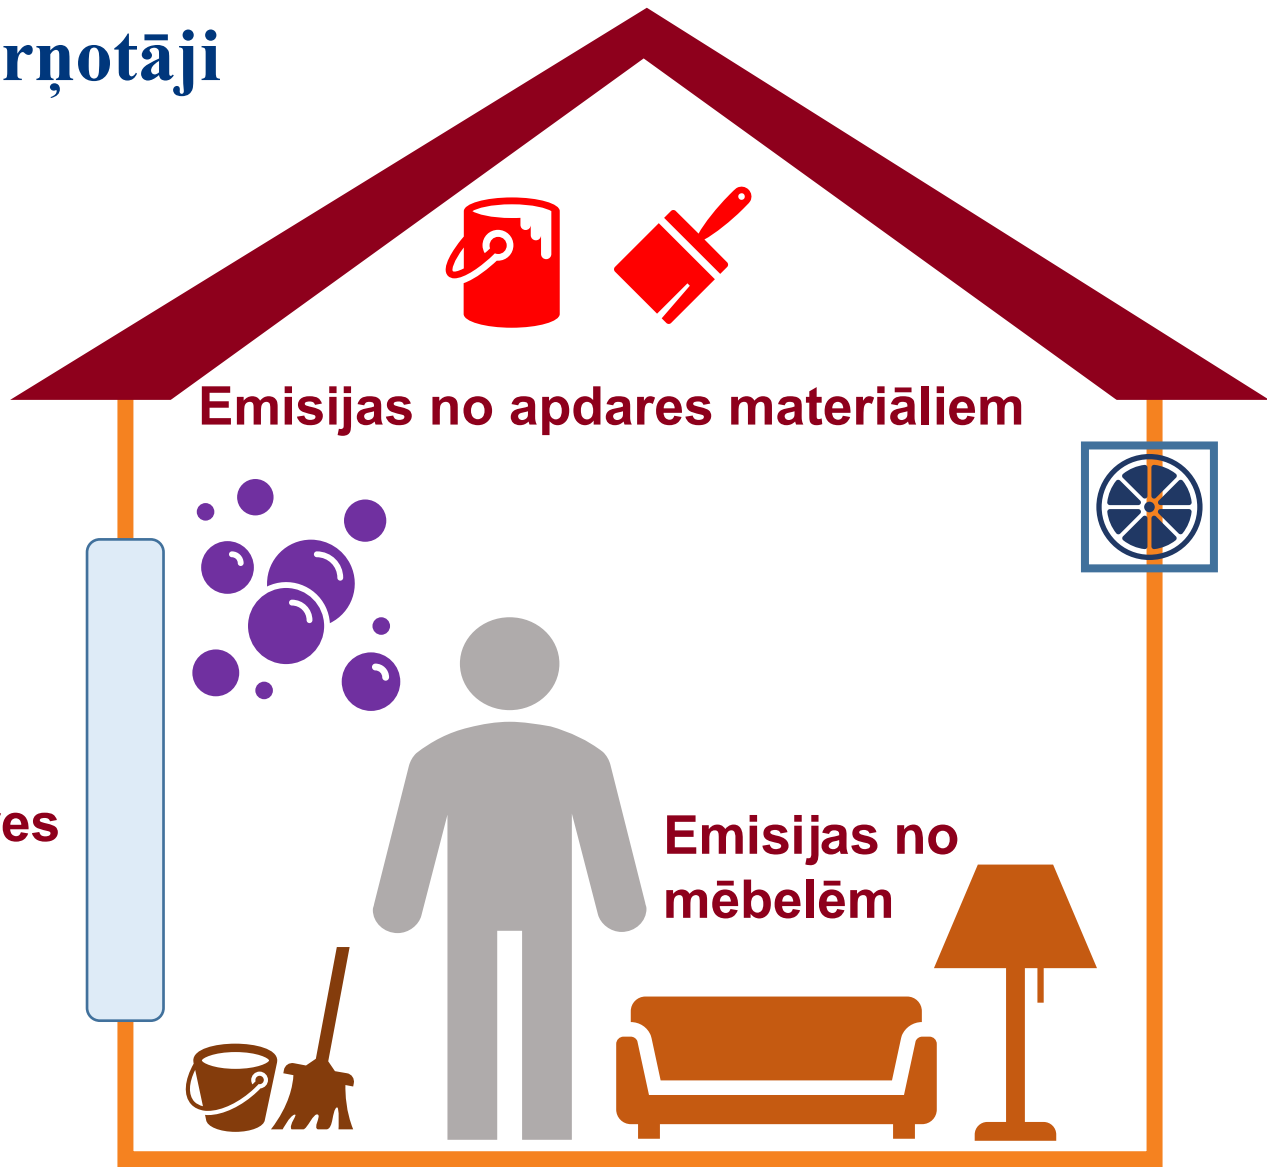 rņotāji
Emisijas no apdares materiāliem
es
Emisijas no
mēbelēm